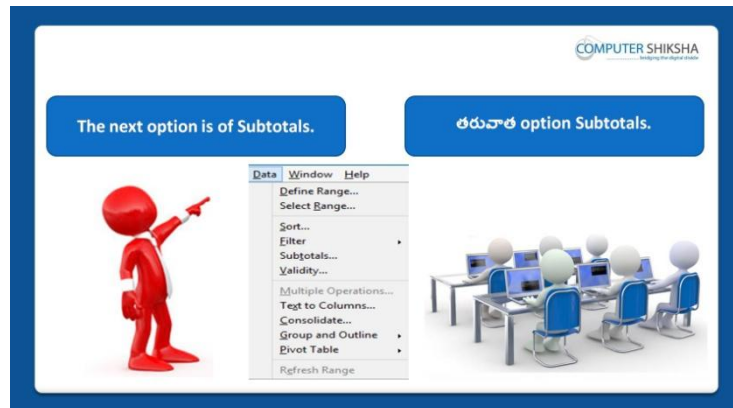 COMPUTER SHIKSHA
bridging the digital divide
The next option is of Subtotals.
తరువాత option Subtotals.
Data Window Help
Define Range...
Select Range...
Sort...
Filter
Subtotals...
Validity...
Multiple Operations...
Text to Columns...
Consolidate...
Group and Outline
Pivot Table
Refresh Range